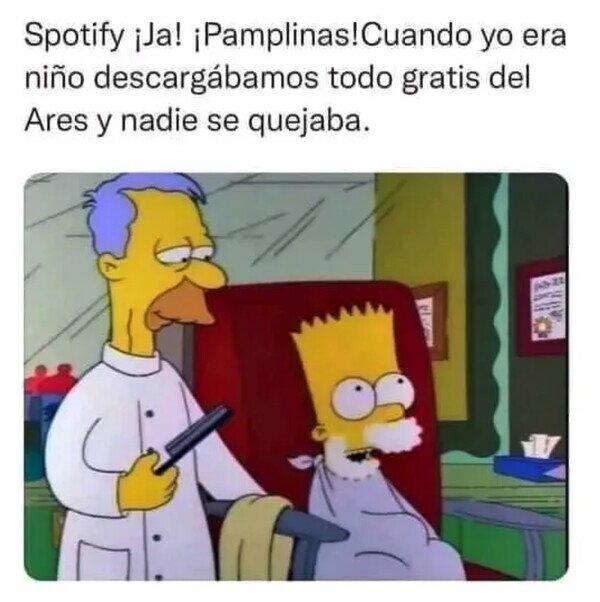 Spotify ¡Ja! ¡Pamplinas!Cuando yo era
niño descargábamos todo gratis del
Ares y nadie se quejaba.